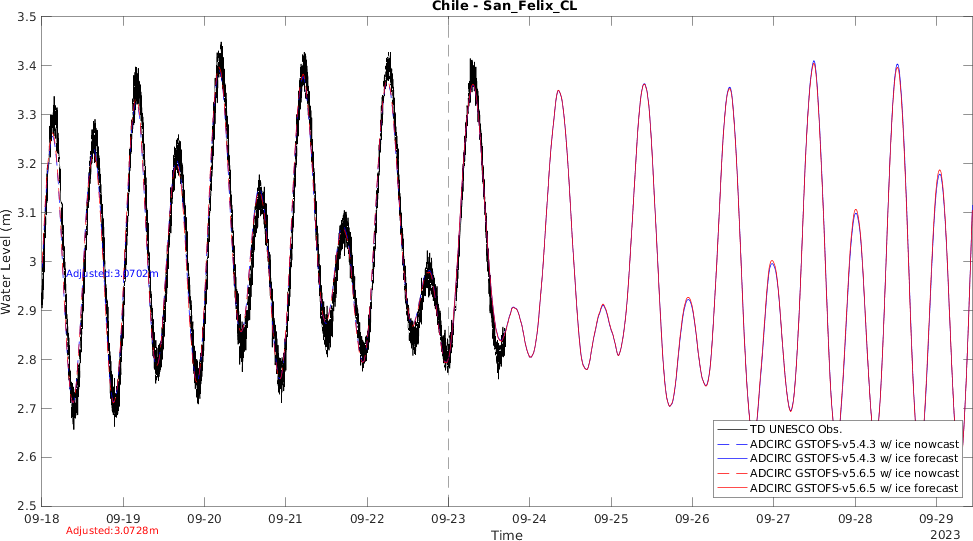 Chile - San_Felix_CL
3.5
3.4
3.3
3.2
3.1
3
2.9
2.8
2.7
2.6
2.5
Water Level (m)
Adjusted:3.0702m
TD UNESCO Obs.
ADCIRC GSTOFS-v5.4.3 w/ ice nowcast
ADCIRC GSTOFS-v5.4.3 w/ ice forecast
ADCIRC GSTOFS-v5.6.5 w/ ice nowcast
ADCIRC GSTOFS-v5.6.5 w/ ice forecast
09-18 09-19 09-20 09-21 09-22 09-23 09-24 09-25 09-26 09-27 09-28 09-29
Adjusted:3.0728m
Time
2023